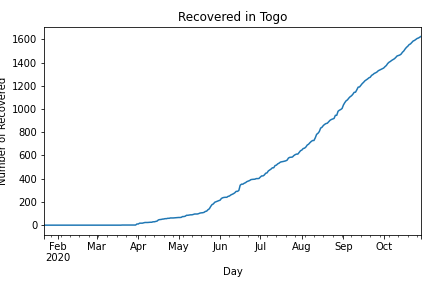 Recovered in Togo
Number of Recovered
1600
1400
1200
1000
800
600
400
200
0
Feb Mar Apr May Jun Jul Aug Sep Oct
2020
Day